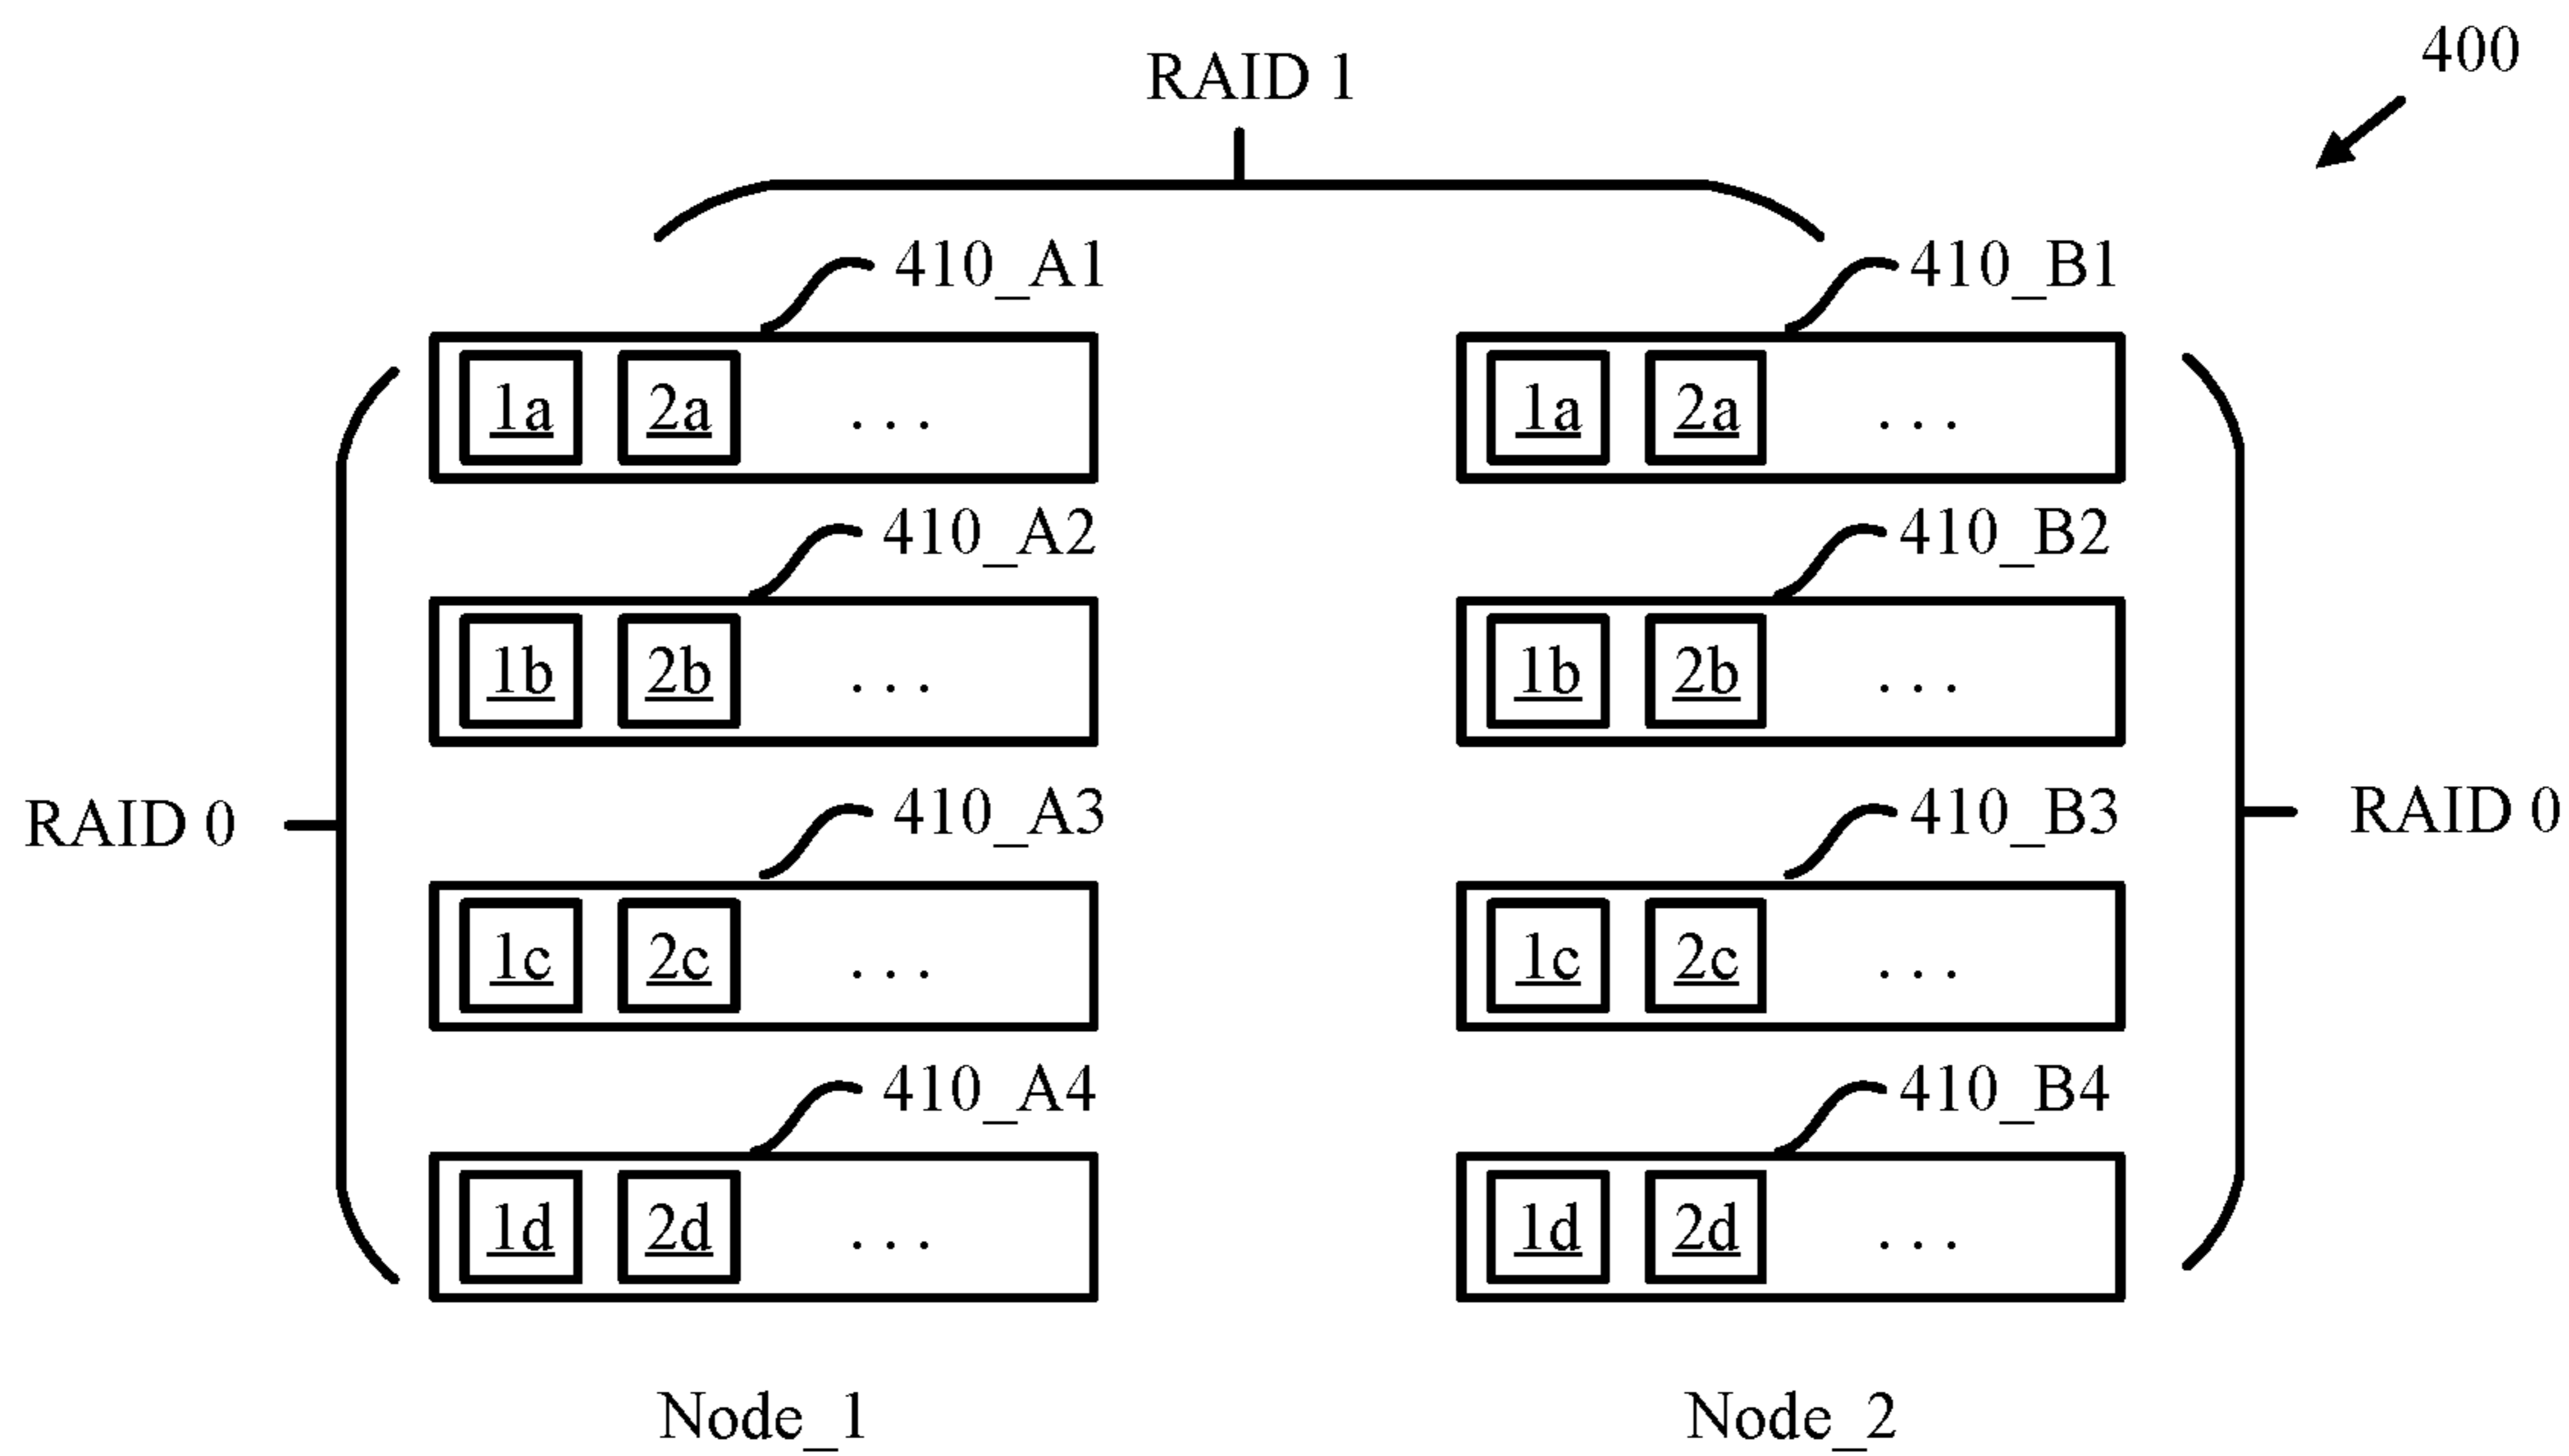 400
RAID 1
410_A1 410_B1
1a 2a ... 1a 2a ...
410_A2 410_B2
1b 2b ... 1b 2b ...
RAID 0 410_A3 410_B3 RAID 0
1c 2c ... 1c 2c ...
410_A4 410_B4
1d 2d ... 1d 2d ...
Node_1 Node_2